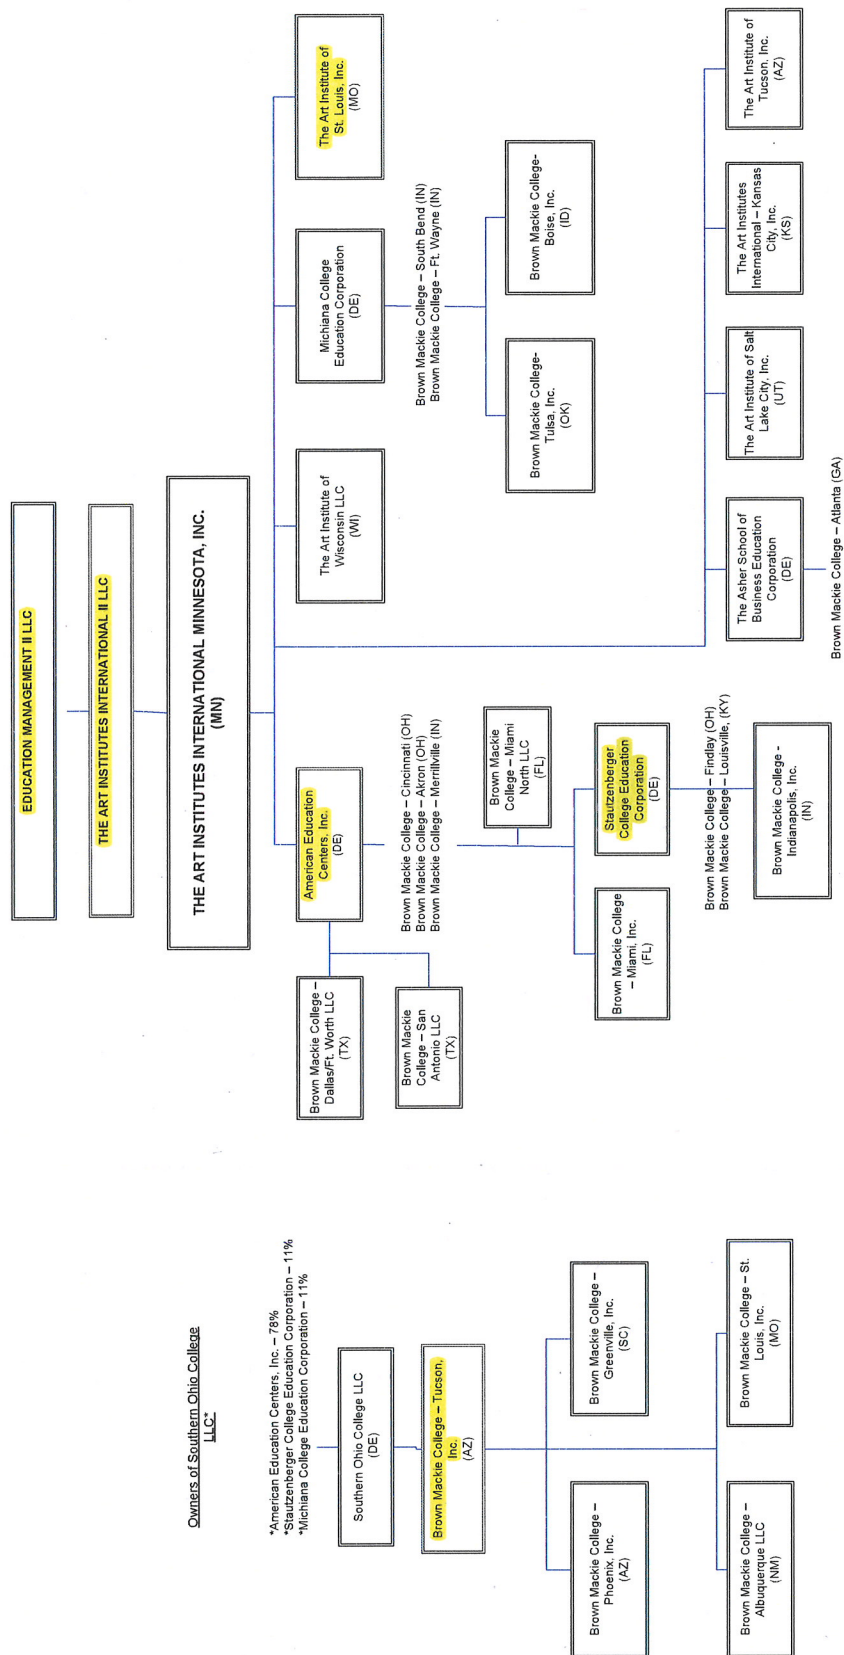 EDUCATION MANAGEMENT II LLC
THE ART INSTITUTES INTERNATIONAL II LLC
THE ART INSTITUTES INTERNATIONAL MINNESOTA, INC.
(MN)
American Education
Centers, Inc.
(DE)
The Art Institute of
Wisconsin LLC
(WI)
Michiana College
Education Corporation
(DE)
The Art Institute of
St. Louis, Inc.
(MO)
Brown Mackie College –
Dallas/Ft. Worth LLC
(TX)
Brown Mackie
College – San
Antonio LLC
(TX)
Brown Mackie College – Cincinnati (OH)
Brown Mackie College – Akron (OH)
Brown Mackie College – Merrillville (IN)
Brown Mackie
College – Miami
North LLC
(FL)
Brown Mackie College
– Miami, Inc.
(FL)
Stautzenberger
College Education
Corporation
(DE)
Brown Mackie College – Findlay (OH)
Brown Mackie College – Louisville, (KY)
Brown Mackie College -
Indianapolis, Inc.
(IN)
Brown Mackie College – South Bend (IN)
Brown Mackie College – Ft. Wayne (IN)
Brown Mackie College-
Tulsa, Inc.
(OK)
Brown Mackie College-
Boise, Inc.
(ID)
The Asher School of
Business Education
Corporation
(DE)
Brown Mackie College – Atlanta (GA)
The Art Institute of Salt
Lake City, Inc.
(UT)
The Art Institutes
International – Kansas
City, Inc.
(KS)
The Art Institute of
Tucson, Inc.
(AZ)
Owners of Southern Ohio College
LLC*
*American Education Centers, Inc. – 78%
*Stautzenberger College Education Corporation – 11%
*Michiana College Education Corporation – 11%
Southern Ohio College LLC
(DE)
Brown Mackie College – Tucson,
Inc.
(AZ)
Brown Mackie College –
Phoenix, Inc.
(AZ)
Brown Mackie College –
Greenville, Inc.
(SC)
Brown Mackie College –
Albuquerque LLC
(NM)
Brown Mackie College – St.
Louis, Inc.
(MO)